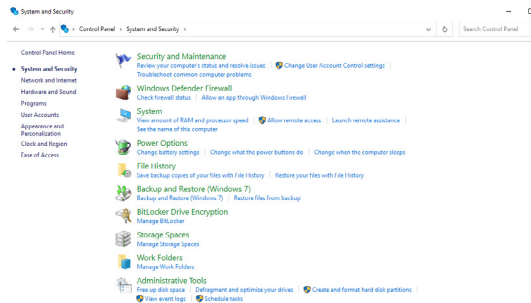 System and Security
Control Panel > System and Security >
Search Control Panel
Control Panel Home
System and Security
Network and Internet
Hardware and Sound
Programs
User Accounts
Appearance and
Personalization
Clock and Region
Ease of Access
Security and Maintenance
Review your computer's status and resolve issues | Change User Account Control settings |
Troubleshoot common computer problems
Windows Defender Firewall
Check firewall status | Allow an app through Windows Firewall
System
View amount of RAM and processor speed | Allow remote access | Launch remote assistance |
See the name of this computer
Power Options
Change battery settings | Change what the power buttons do | Change when the computer sleeps
File History
Save backup copies of your files with File History | Restore your files with File History
Backup and Restore (Windows 7)
Backup and Restore (Windows 7) | Restore files from backup
BitLocker Drive Encryption
Manage BitLocker
Storage Spaces
Manage Storage Spaces
Work Folders
Manage Work Folders
Administrative Tools
Free up disk space | Defragment and optimize your drives | Create and format hard disk partitions |
View event logs | Schedule tasks